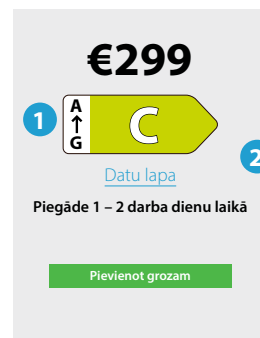 €299
1
A
↑
G
C
2
Datu lapa
Piegāde 1 – 2 darba dienu laikā
Pievienot grozam